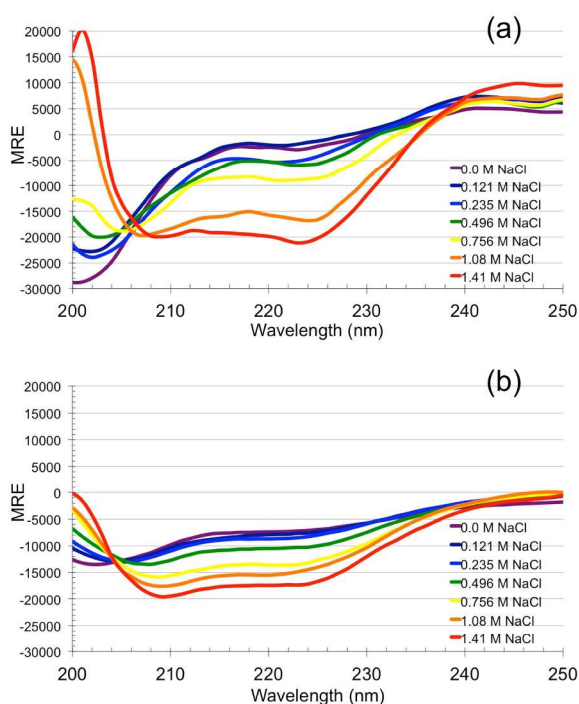 (a)
20000
15000
10000
5000
0
-5000
-10000
-15000
-20000
-25000
-30000
MRE
0.0 M NaCl
0.121 M NaCl
0.235 M NaCl
0.496 M NaCl
0.756 M NaCl
1.08 M NaCl
1.41 M NaCl
200 210 220 230 240 250
Wavelength (nm)
(b)
20000
15000
10000
5000
0
-5000
-10000
-15000
-20000
-25000
-30000
MRE
0.0 M NaCl
0.121 M NaCl
0.235 M NaCl
0.496 M NaCl
0.756 M NaCl
1.08 M NaCl
1.41 M NaCl
200 210 220 230 240 250
Wavelength (nm)